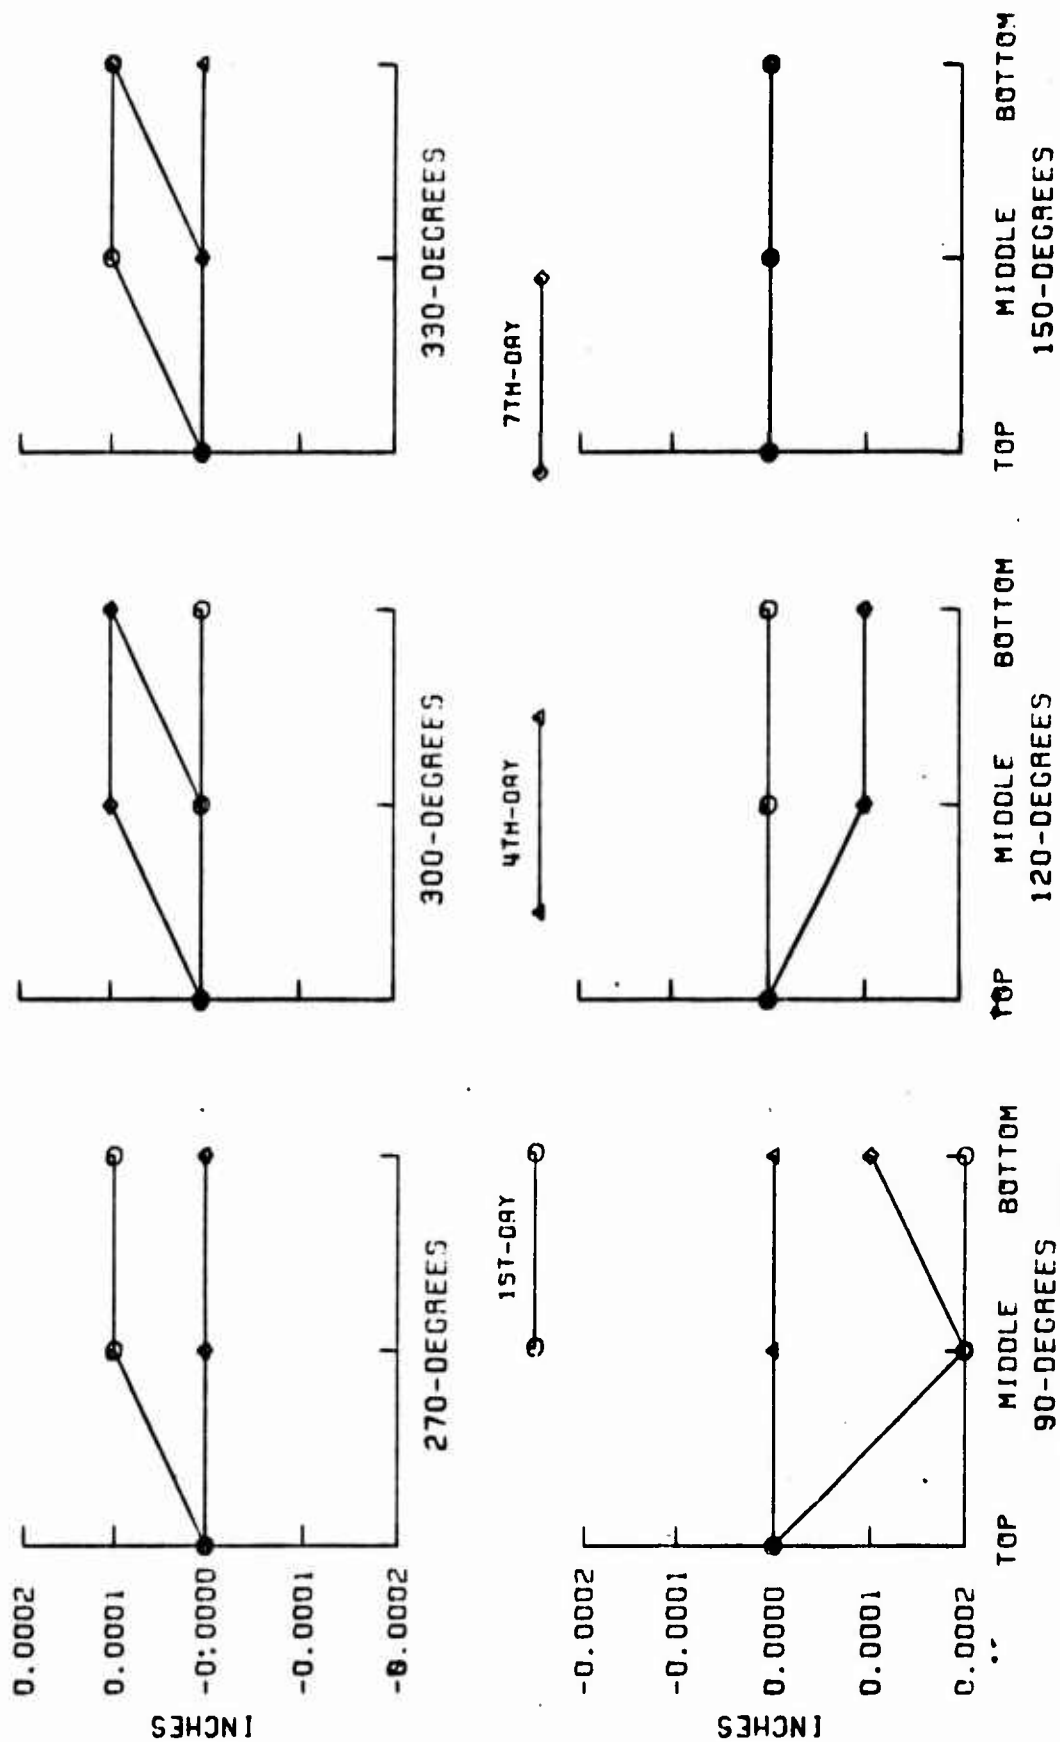 0.0002
0.0001
-0.0000
-0.0001
-0.0002
INCHES
270-DEGREES
300-DEGREES
330-DEGREES
1ST-DAY
4TH-DAY
7TH-DAY
-0.0002
-0.0001
0.0000
0.0001
0.0002
INCHES
TOP MIDDLE BOTTOM
TOP MIDDLE BOTTOM
TOP MIDDLE BOTTOM
90-DEGREES
120-DEGREES
150-DEGREES